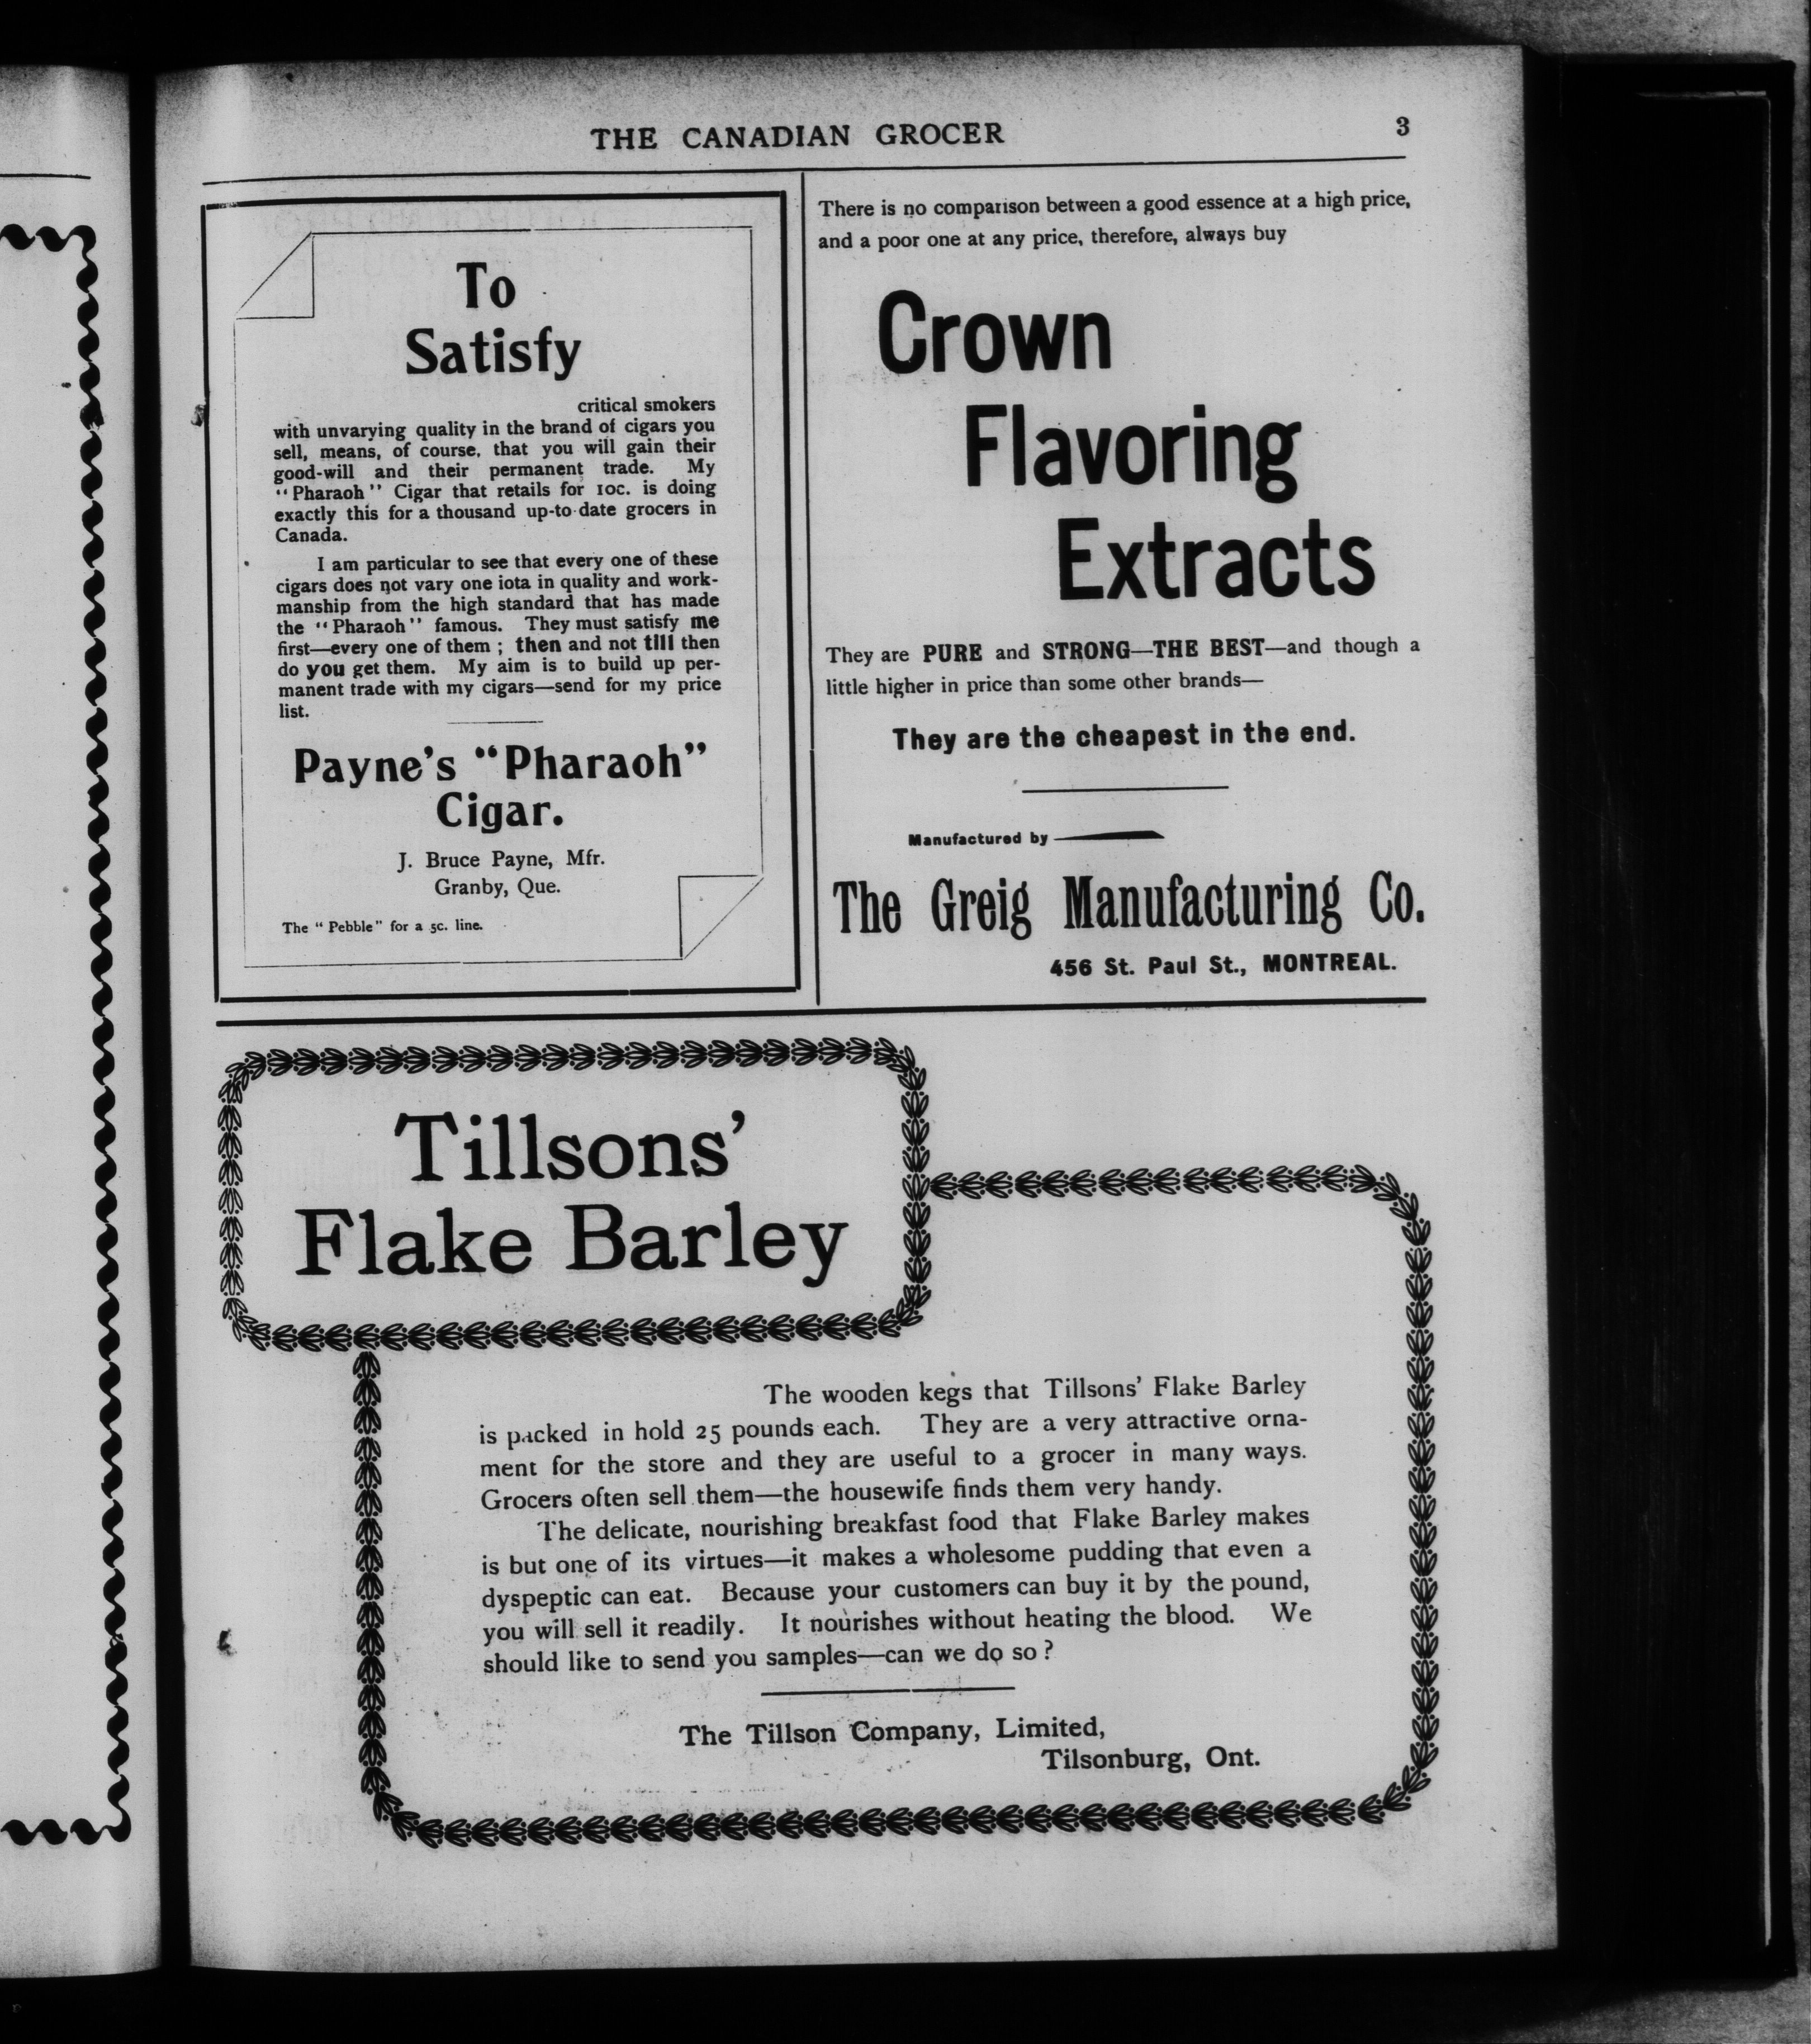 THE CANADIAN GROCER
3
To
Satisfy
critical smokers
with unvarying quality in the brand of cigars you
sell, means, of course, that you will gain their
good-will and their permanent trade. My
"Pharaoh" Cigar that retails for 10c. is doing
exactly this for a thousand up-to-date grocers in
Canada.
I am particular to see that every one of these
cigars does not vary one iota in quality and work-
manship from the high standard that has made
the "Pharaoh" famous. They must satisfy me
first—every one of them ; then and not till then
do you get them. My aim is to build up per-
manent trade with my cigars—send for my price
list.
Payne's "Pharaoh"
Cigar.
J. Bruce Payne, Mfr.
Granby, Que.
The "Pebble" for a 5c. line.
There is no comparison between a good essence at a high price,
and a poor one at any price, therefore, always buy
Crown
Flavoring
Extracts
They are PURE and STRONG—THE BEST—and though a
little higher in price than some other brands—
They are the cheapest in the end.
Manufactured by
The Greig Manufacturing Co.
456 St. Paul St., MONTREAL.
Tillsons'
Flake Barley
The wooden kegs that Tillsons' Flake Barley
is packed in hold 25 pounds each. They are a very attractive orna-
ment for the store and they are useful to a grocer in many ways.
Grocers often sell them—the housewife finds them very handy.
The delicate, nourishing breakfast food that Flake Barley makes
is but one of its virtues—it makes a wholesome pudding that even a
dyspeptic can eat. Because your customers can buy it by the pound,
you will sell it readily. It nourishes without heating the blood. We
should like to send you samples—can we do so ?
The Tillson Company, Limited,
Tilsonburg, Ont.